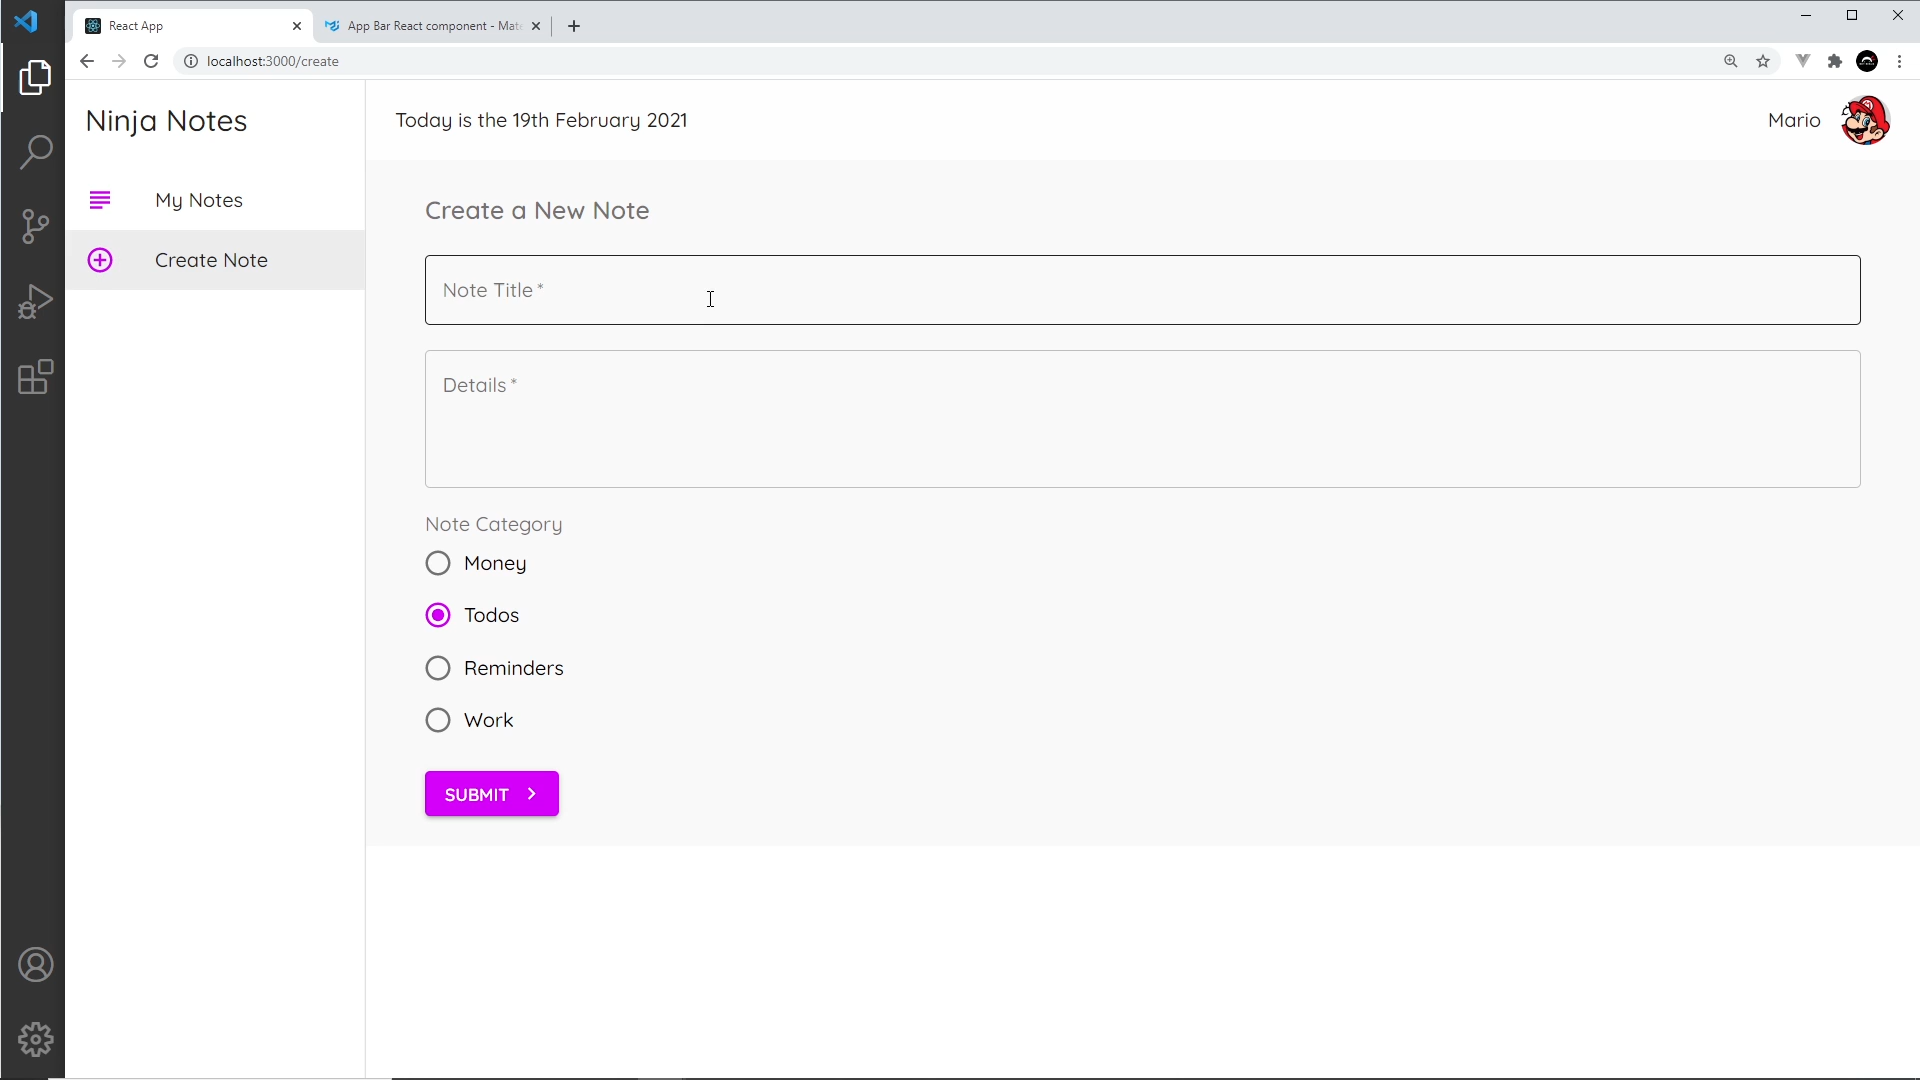 React App
App Bar React component - Mate
localhost:3000/create
Ninja Notes
Today is the 19th February 2021
Mario
My Notes
Create Note
Create a New Note
Note Title *
Details *
Note Category
Money
Todos
Reminders
Work
SUBMIT